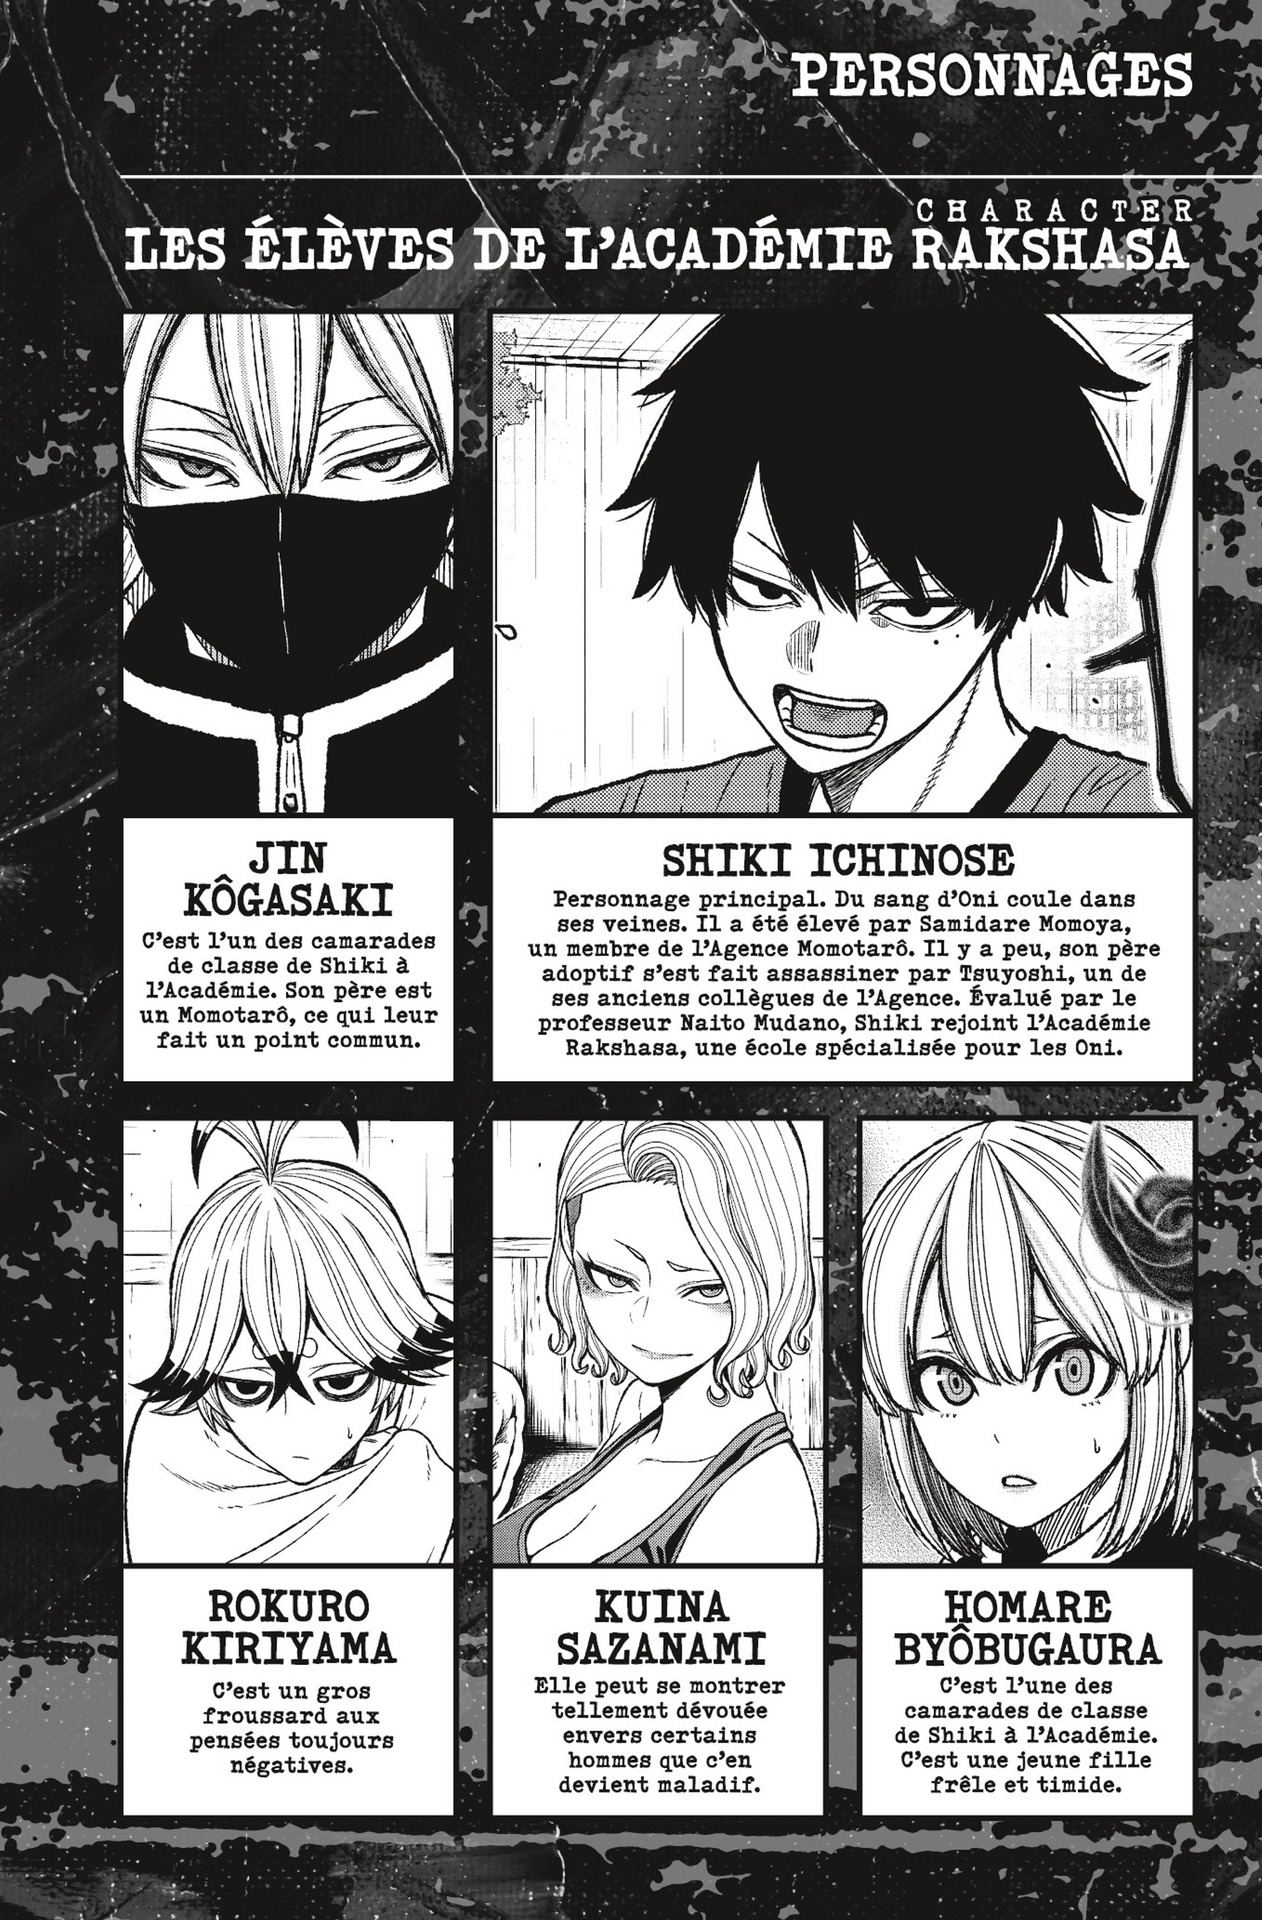 PERSONNAGES
CHARACTER
LES ÉLÈVES DE L'ACADÉMIE RAKSHASA
JIN
KÔGASAKI
C'est l'un des camarades
de classe de Shiki à
l'Académie. Son père est
un Momotarô, ce qui leur
fait un point commun.
SHIKI ICHINOSE
Personnage principal. Du sang d'Oni coule dans
ses veines. Il a été élevé par Samidare Momoya,
un membre de l'Agence Momotarô. Il y a peu, son père
adoptif s'est fait assassiner par Tsuyoshi, un de
ses anciens collègues de l'Agence. Évalué par le
professeur Naito Mudano, Shiki rejoint l'Académie
Rakshasa, une école spécialisée pour les Oni.
ROKURO
KIRIYAMA
C'est un gros
froussard aux
pensées toujours
négatives.
KUINA
SAZANAMI
Elle peut se montrer
tellement dévouée
envers certains
hommes que c'en
devient maladif.
HOMARE
BYÔBUGAURA
C'est l'une des
camarades de classe
de Shiki à l'Académie.
C'est une jeune fille
frêle et timide.